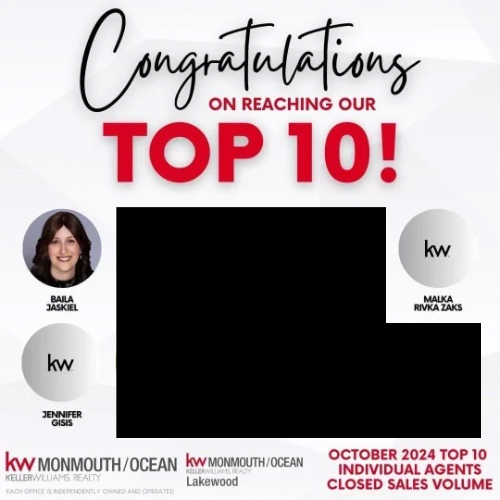 Congratulations
ON REACHING OUR
TOP 10!
BAILA
JASKIEL
kw
MALKA
RIVKA ZAKS
kw
JENNIFER
GISIS
kw MONMOUTH/OCEAN
KELLERWILLIAMS. REALTY
EACH OFFICE IS INDEPENDENTLY OWNED AND OPERATED
kw MONMOUTH/OCEAN
KELLERWILLIAMS. REALTY
Lakewood
OCTOBER 2024 TOP 10
INDIVIDUAL AGENTS
CLOSED SALES VOLUME